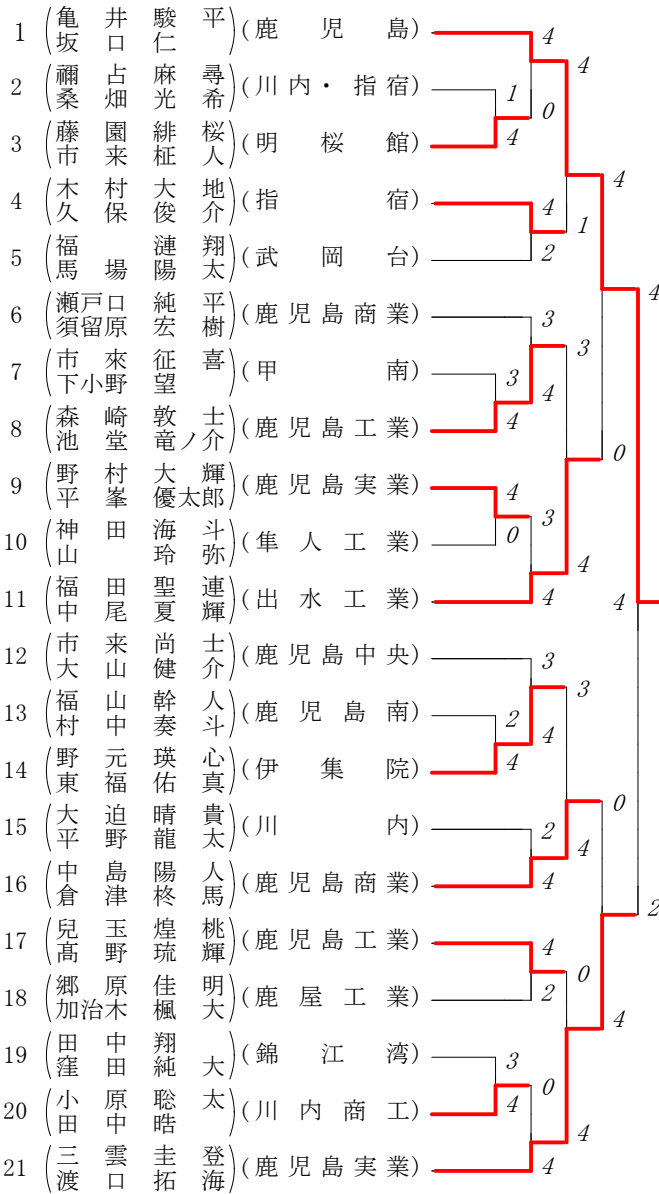 1 亀井駿平 坂口仁 (鹿児島)
2 禰占麻尋 桑畑光希 (川内・指宿)
3 藤園緋桜 市来柾人 (明桜館)
4 木村大地 久保俊介 (指宿)
5 福漣翔 馬場陽太 (武岡台)
6 瀬戸口純平 須留原宏樹 (鹿児島商業)
7 市來征喜 下小野望 (甲南)
8 森崎敦士 池堂竜ノ介 (鹿児島工業)
9 野村大輝 平峯優太郎 (鹿児島実業)
10 神田海斗 山玲弥 (隼人工業)
11 福田聖連 中尾夏輝 (出水工業)
12 市来尚士 大山健介 (鹿児島中央)
13 福山幹人 村中奏斗 (鹿児島南)
14 野元瑛心 東福佑真 (伊集院)
15 大迫晴貴 平野龍太 (川内)
16 中島陽人 倉津柊馬 (鹿児島商業)
17 兒玉煌桃 髙野琉輝 (鹿児島工業)
18 郷原佳明 加治木楓大 (鹿屋工業)
19 田中翔 窪田純大 (錦江湾)
20 小原聡太 田中晧 (川内商工)
21 三雲圭登 渡口拓海 (鹿児島実業)
1
4
3
4
4
0
2
4
3
4
4
0
4
2
3
4
3
4
3
4
2
4
4
2
0
4
4
1
3
4
3
4
0
4
4
0
0
4
4
2
4